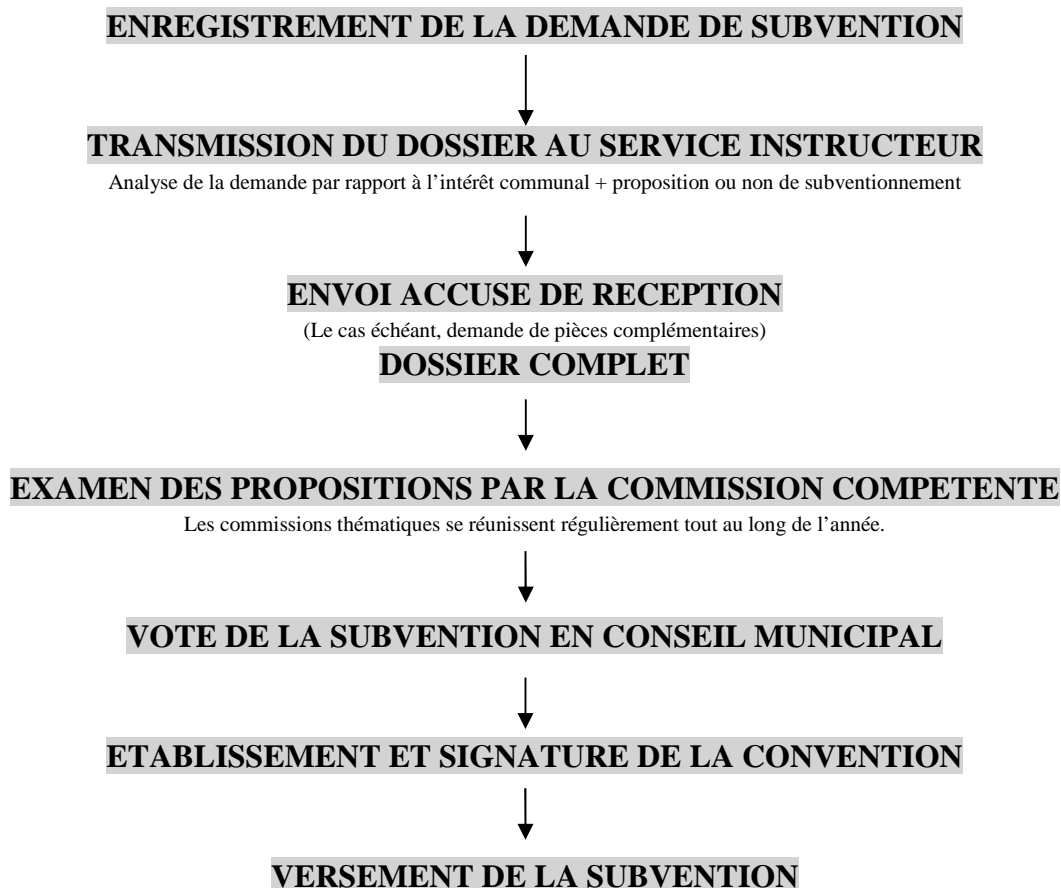 ENREGISTREMENT DE LA DEMANDE DE SUBVENTION
TRANSMISSION DU DOSSIER AU SERVICE INSTRUCTEUR
Analyse de la demande par rapport à l’intérêt communal + proposition ou non de subventionnement
ENVOI ACCUSE DE RECEPTION
(Le cas échéant, demande de pièces complémentaires)
DOSSIER COMPLET
EXAMEN DES PROPOSITIONS PAR LA COMMISSION COMPETENTE
Les commissions thématiques se réunissent régulièrement tout au long de l’année.
VOTE DE LA SUBVENTION EN CONSEIL MUNICIPAL
ETABLISSEMENT ET SIGNATURE DE LA CONVENTION
VERSEMENT DE LA SUBVENTION